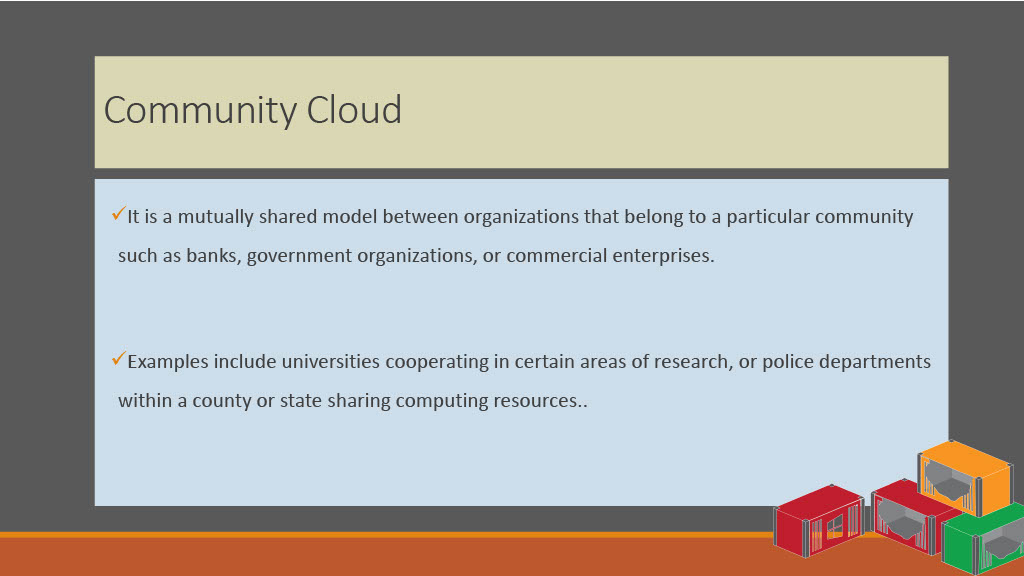 Community Cloud
✓It is a mutually shared model between organizations that belong to a particular community
such as banks, government organizations, or commercial enterprises.
✓Examples include universities cooperating in certain areas of research, or police departments
within a county or state sharing computing resources..